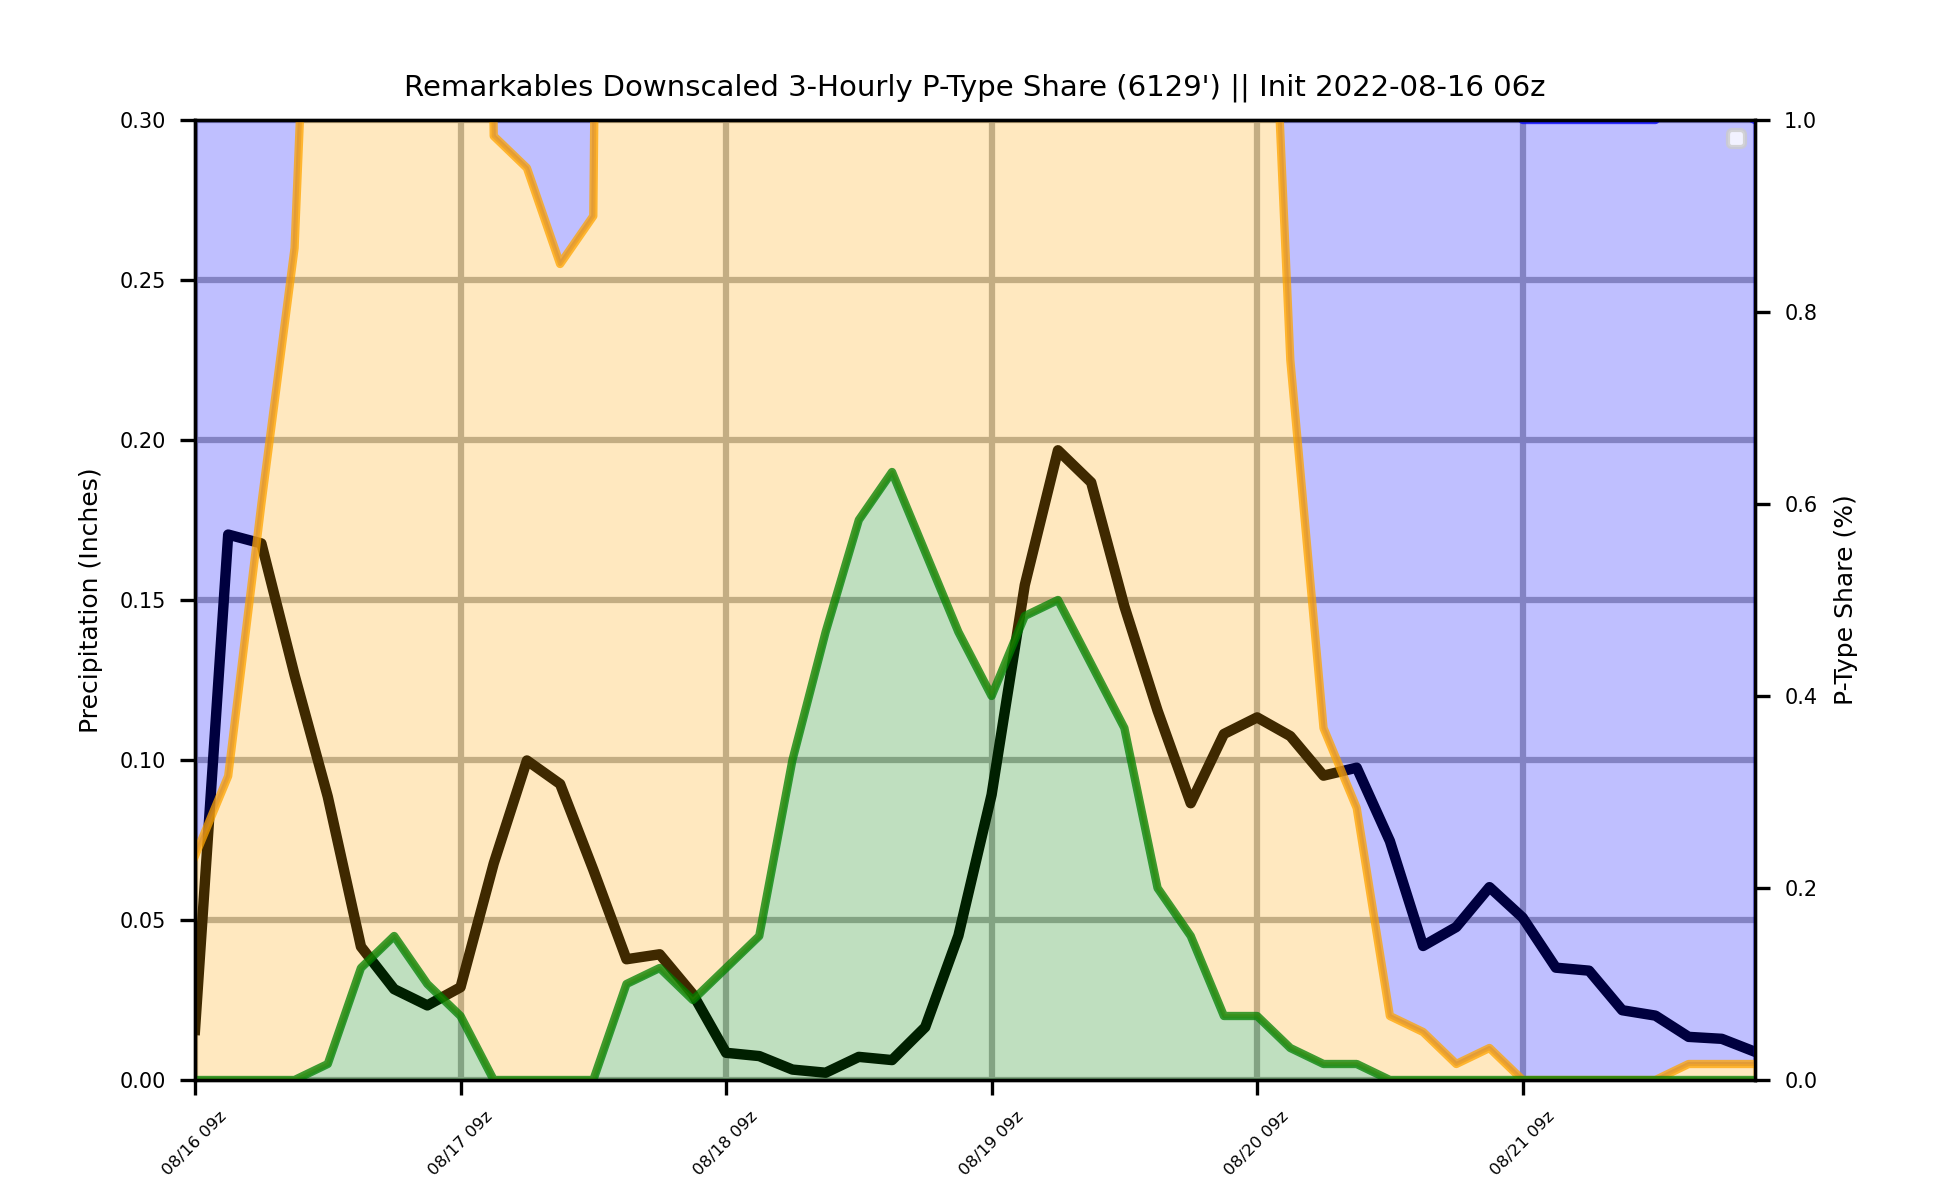 Remarkables Downscaled 3-Hourly P-Type Share (6129') || Init 2022-08-16 06z
0.30
0.25
0.20
0.15
0.10
0.05
0.00
Precipitation (Inches)
1.0
0.8
0.6
0.4
0.2
0.0
P-Type Share (%)
08/16 09z
08/17 09z
08/18 09z
08/19 09z
08/20 09z
08/21 09z